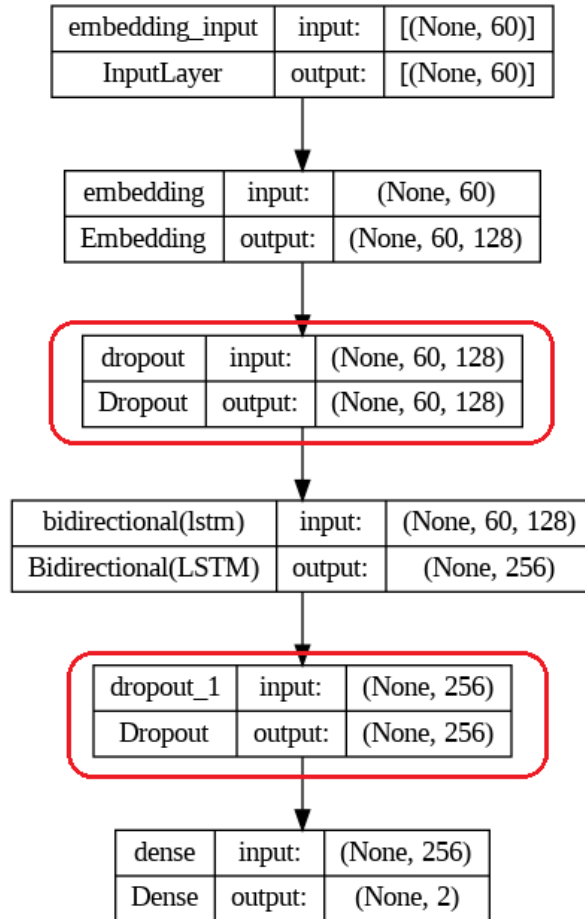 embedding_input input: [(None, 60)]
InputLayer output: [(None, 60)]
embedding input: (None, 60)
Embedding output: (None, 60, 128)
dropout input: (None, 60, 128)
Dropout output: (None, 60, 128)
bidirectional(lstm) input: (None, 60, 128)
Bidirectional(LSTM) output: (None, 256)
dropout_1 input: (None, 256)
Dropout output: (None, 256)
dense input: (None, 256)
Dense output: (None, 2)